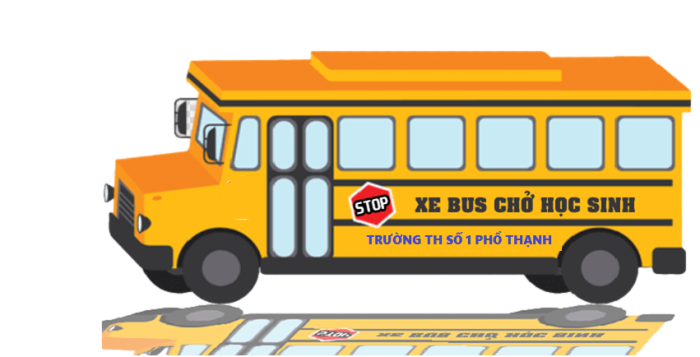 STOP
XE BUS CHỞ HỌC SINH
TRƯỜNG TH SỐ 1 PHỔ THẠNH